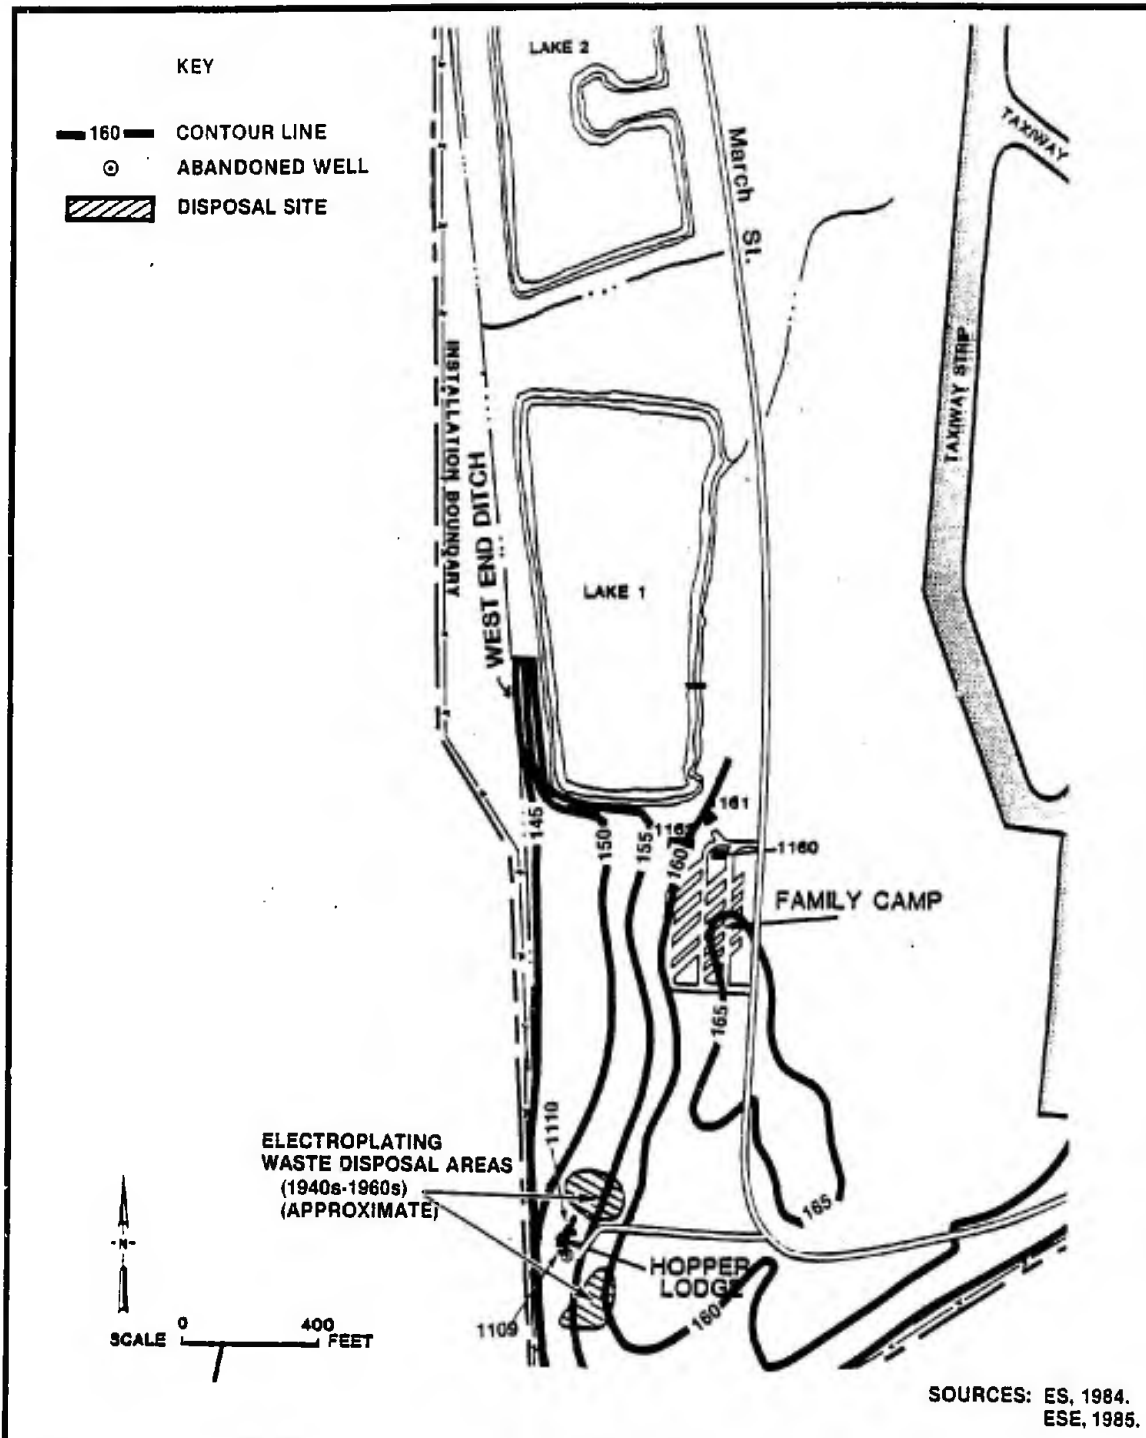 KEY
160 CONTOUR LINE
ABANDONED WELL
DISPOSAL SITE
LAKE 2
March St.
TAXIWAY
TAXIWAY STRIP
INSTALLATION BOUNDARY
WEST END DITCH
LAKE 1
145
150
155
160
161
1160
FAMILY CAMP
165
1110
ELECTROPLATING
WASTE DISPOSAL AREAS
(1940s-1960s)
(APPROXIMATE)
165
-N-
HOPPER
LODGE
160
1109
SCALE 0 400 FEET
SOURCES: ES, 1984.
ESE, 1985.